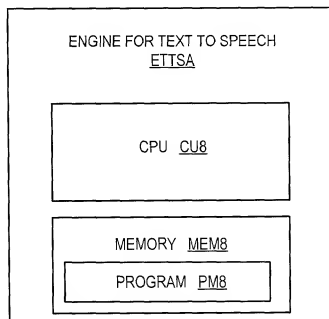 ENGINE FOR TEXT TO SPEECH
ETTSA
CPU CU8
MEMORY MEM8
PROGRAM PM8